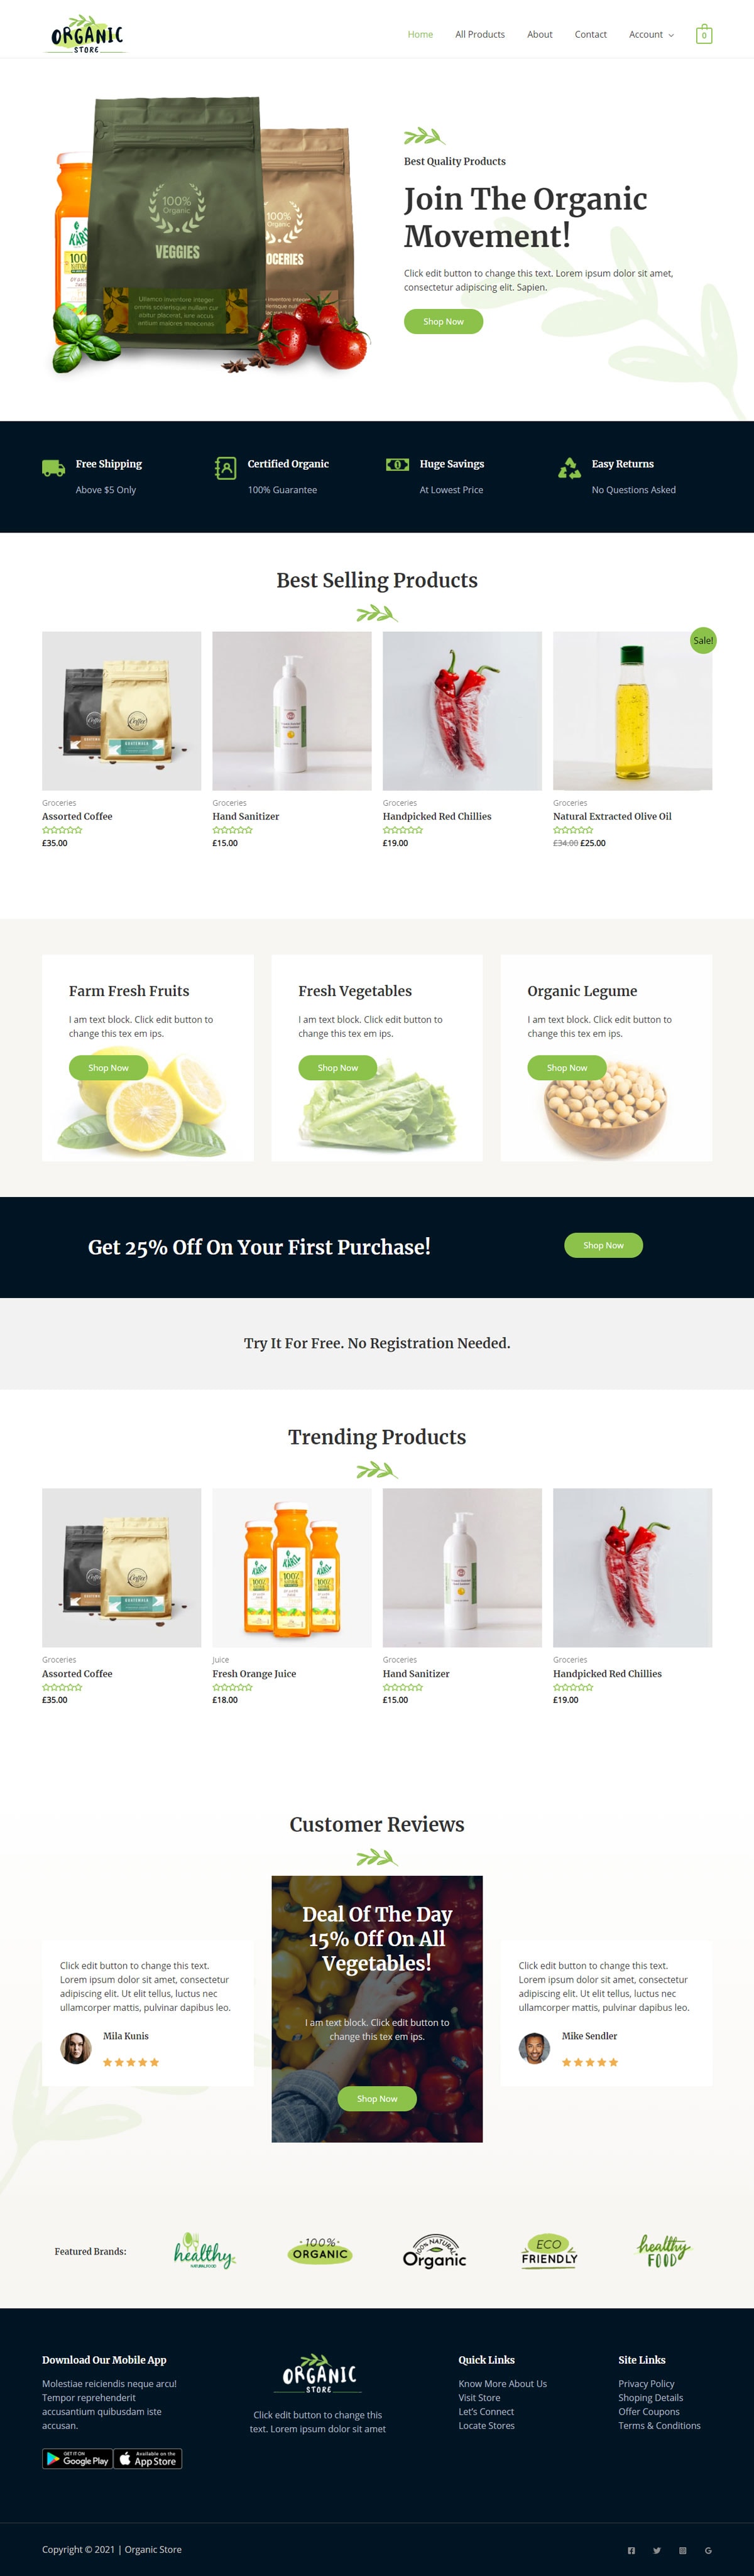 ORGANIC
STORE
Home All Products About Contact Account 0
100%
Organic
VEGGIES
100%
Organic
OCERIES
Best Quality Products
Join The Organic
Movement!
Click edit button to change this text. Lorem ipsum dolor sit amet,
consectetur adipiscing elit. Sapien.
Shop Now
Free Shipping
Above $5 Only
Certified Organic
100% Guarantee
Huge Savings
At Lowest Price
Easy Returns
No Questions Asked
Best Selling Products
Sale!
Groceries
Assorted Coffee
£35.00
Groceries
Hand Sanitizer
£15.00
Groceries
Handpicked Red Chillies
£19.00
Groceries
Natural Extracted Olive Oil
£34.00 £25.00
Farm Fresh Fruits
I am text block. Click edit button to
change this tex em ips.
Shop Now
Fresh Vegetables
I am text block. Click edit button to
change this tex em ips.
Shop Now
Organic Legume
I am text block. Click edit button to
change this tex em ips.
Shop Now
Get 25% Off On Your First Purchase!
Shop Now
Try It For Free. No Registration Needed.
Trending Products
Groceries
Assorted Coffee
£35.00
Juice
Fresh Orange Juice
£18.00
Groceries
Hand Sanitizer
£15.00
Groceries
Handpicked Red Chillies
£19.00
Customer Reviews
Click edit button to change this text.
Lorem ipsum dolor sit amet, consectetur
adipiscing elit. Ut elit tellus, luctus nec
ullamcorper mattis, pulvinar dapibus leo.
Mila Kunis
Deal Of The Day
15% Off On All
Vegetables!
I am text block. Click edit button to
change this tex em ips.
Shop Now
Click edit button to change this text.
Lorem ipsum dolor sit amet, consectetur
adipiscing elit. Ut elit tellus, luctus nec
ullamcorper mattis, pulvinar dapibus leo.
Mike Sendler
Featured Brands:
healthy
NATURAL FOOD
100%
ORGANIC
100% NATURAL
Organic
ECO
FRIENDLY
healthy
FOOD
Download Our Mobile App
Molestiae reiciendis neque arcu!
Tempor reprehenderit
accusantium quibusdam iste
accusan.
GET IT ON
Google Play
Available on the
App Store
ORGANIC
STORE
Click edit button to change this
text. Lorem ipsum dolor sit amet
Quick Links
Know More About Us
Visit Store
Let's Connect
Locate Stores
Site Links
Privacy Policy
Shoping Details
Offer Coupons
Terms & Conditions
Copyright © 2021 | Organic Store